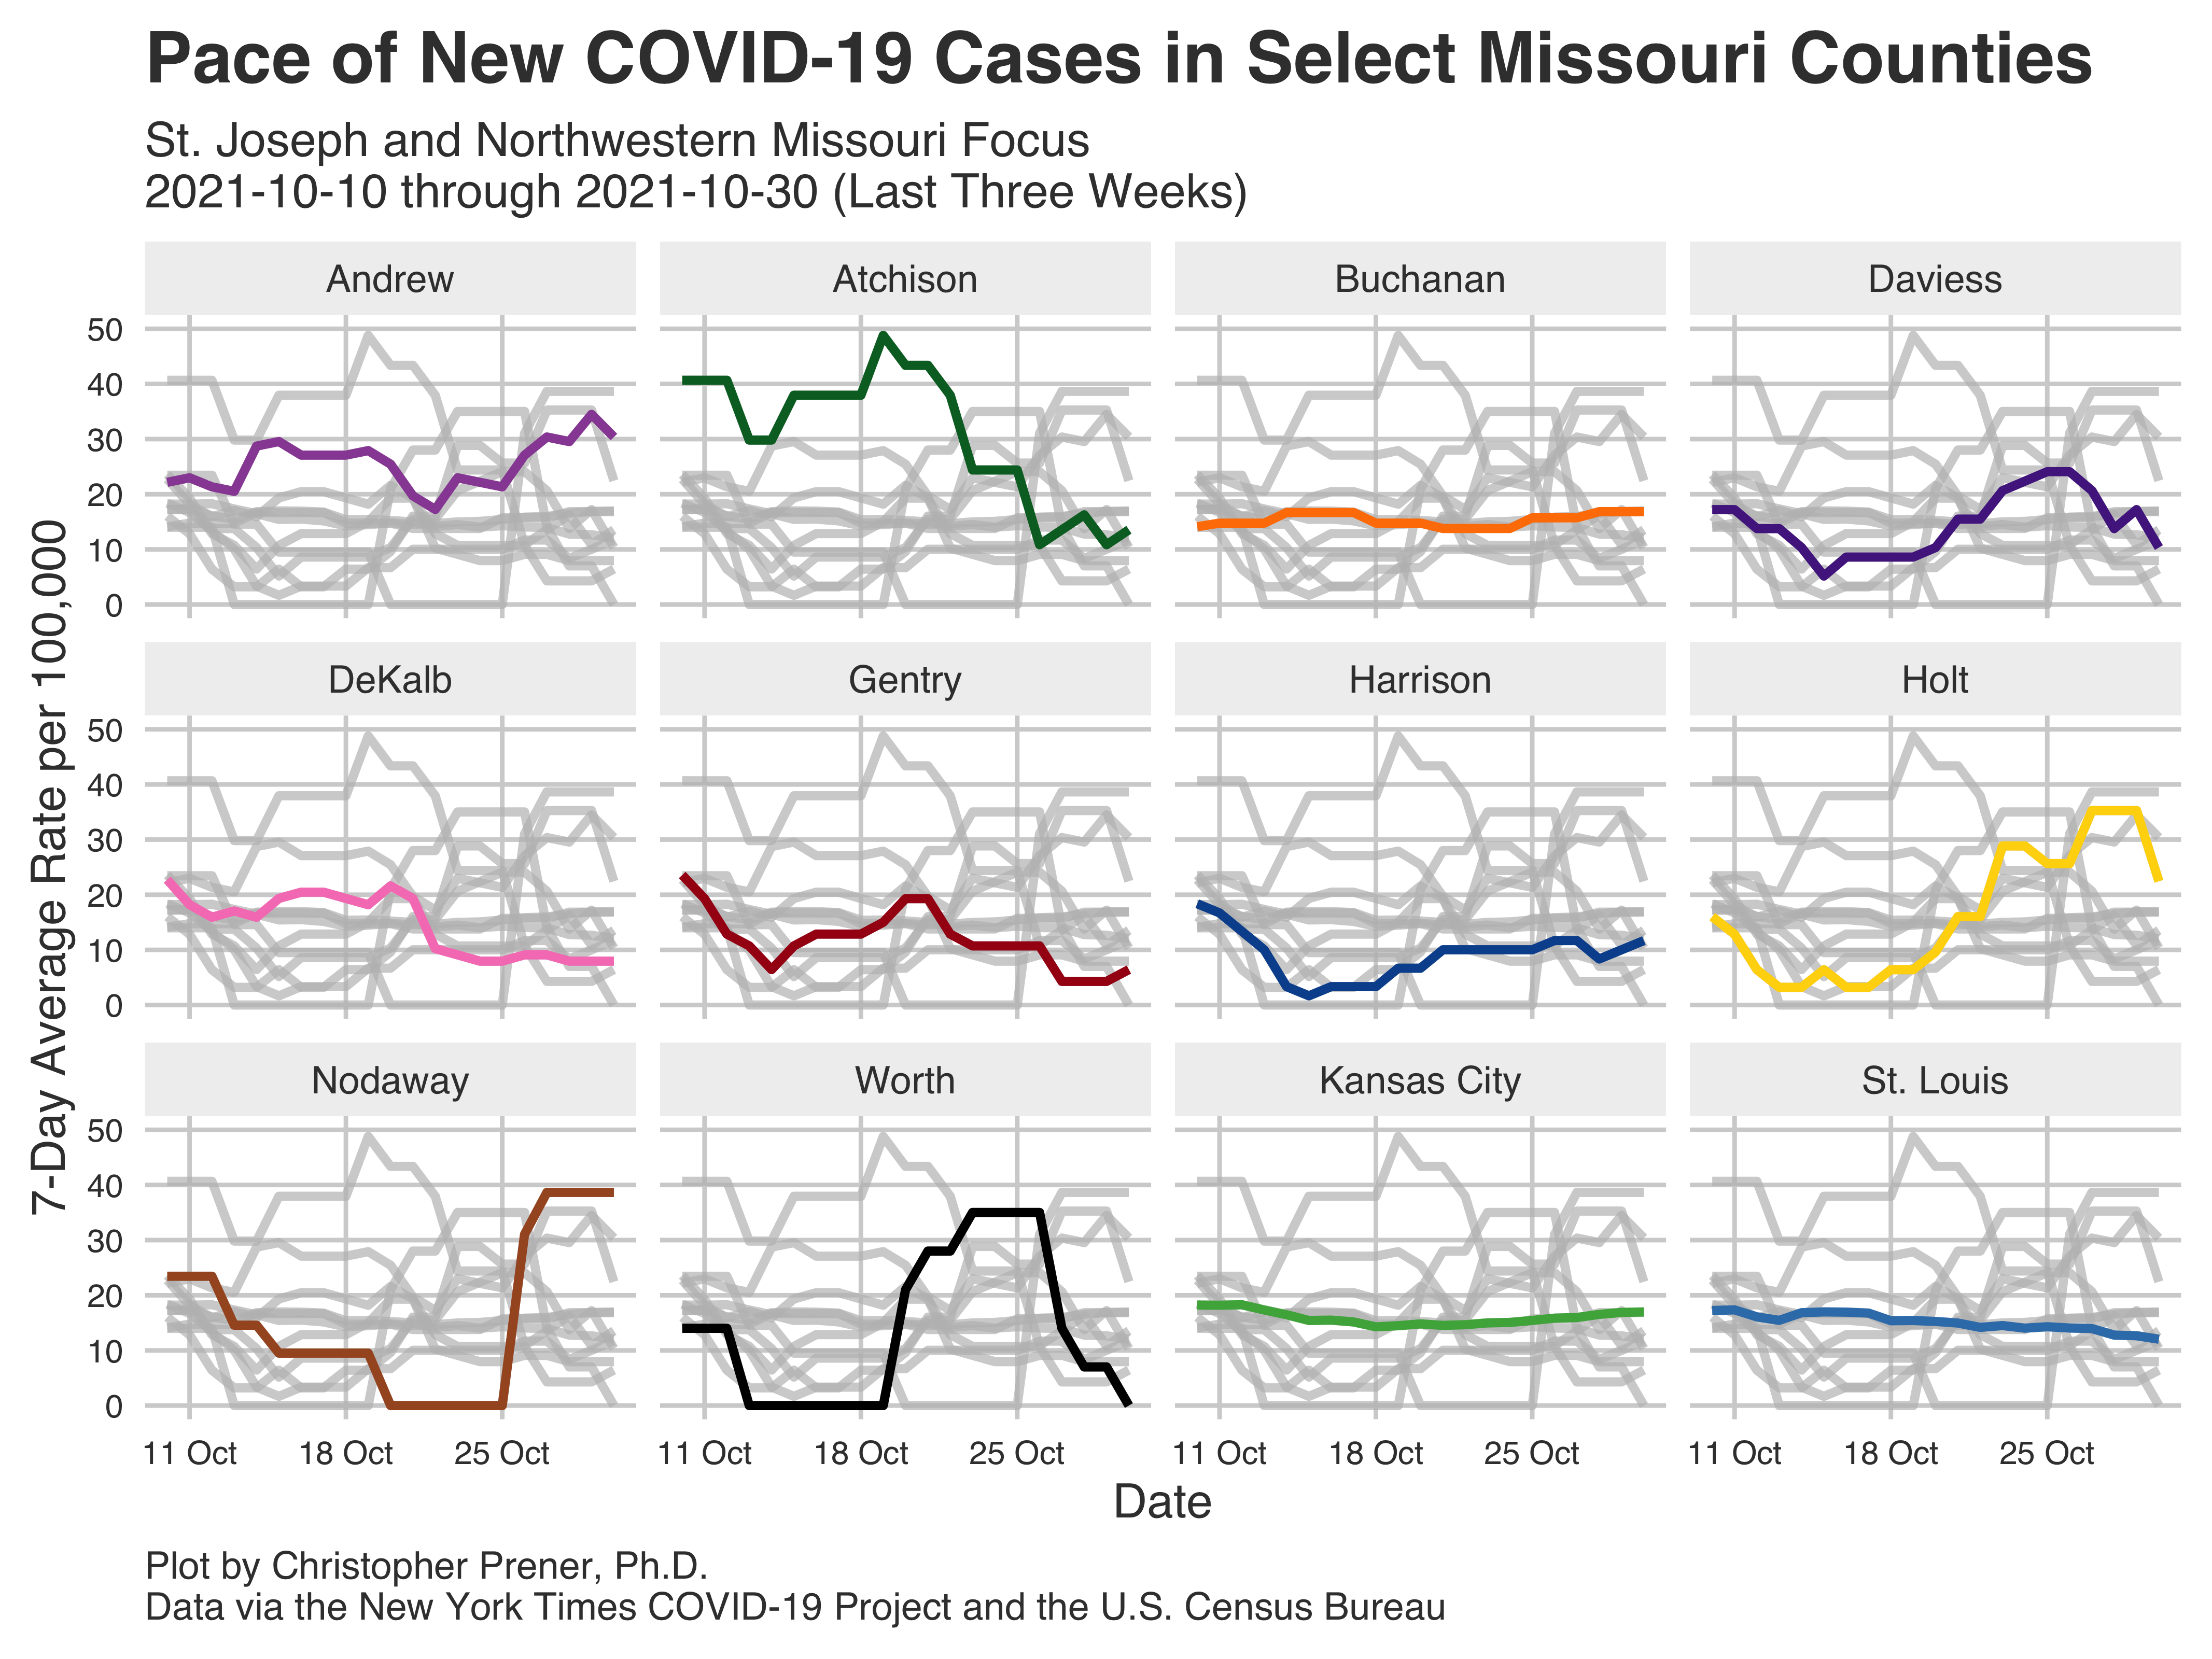 Pace of New COVID-19 Cases in Select Missouri Counties
St. Joseph and Northwestern Missouri Focus
2021-10-10 through 2021-10-30 (Last Three Weeks)
7-Day Average Rate per 100,000
Andrew
Atchison
Buchanan
Daviess
50
40
30
20
10
0
DeKalb
Gentry
Harrison
Holt
50
40
30
20
10
0
Nodaway
Worth
Kansas City
St. Louis
50
40
30
20
10
0
11 Oct 18 Oct 25 Oct
11 Oct 18 Oct 25 Oct
11 Oct 18 Oct 25 Oct
11 Oct 18 Oct 25 Oct
Date
Plot by Christopher Prener, Ph.D.
Data via the New York Times COVID-19 Project and the U.S. Census Bureau